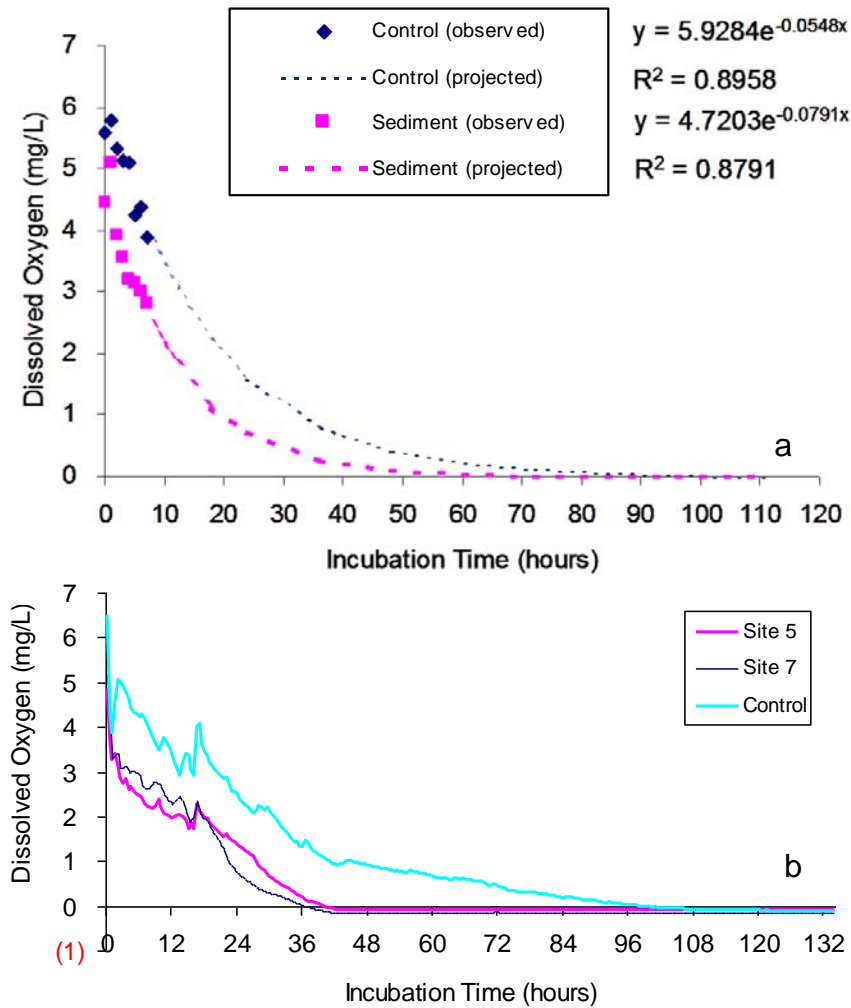 Control (observed)
Control (projected)
Sediment (observed)
Sediment (projected)
y = 5.9284e^-0.0548x
R² = 0.8958
y = 4.7203e^-0.0791x
R² = 0.8791
Dissolved Oxygen (mg/L)
7
6
5
4
3
2
1
0
a
0 10 20 30 40 50 60 70 80 90 100 110 120
Incubation Time (hours)
Dissolved Oxygen (mg/L)
7
6
5
4
3
2
1
0
Site 5
Site 7
Control
b
0 12 24 36 48 60 72 84 96 108 120 132
(1)
Incubation Time (hours)